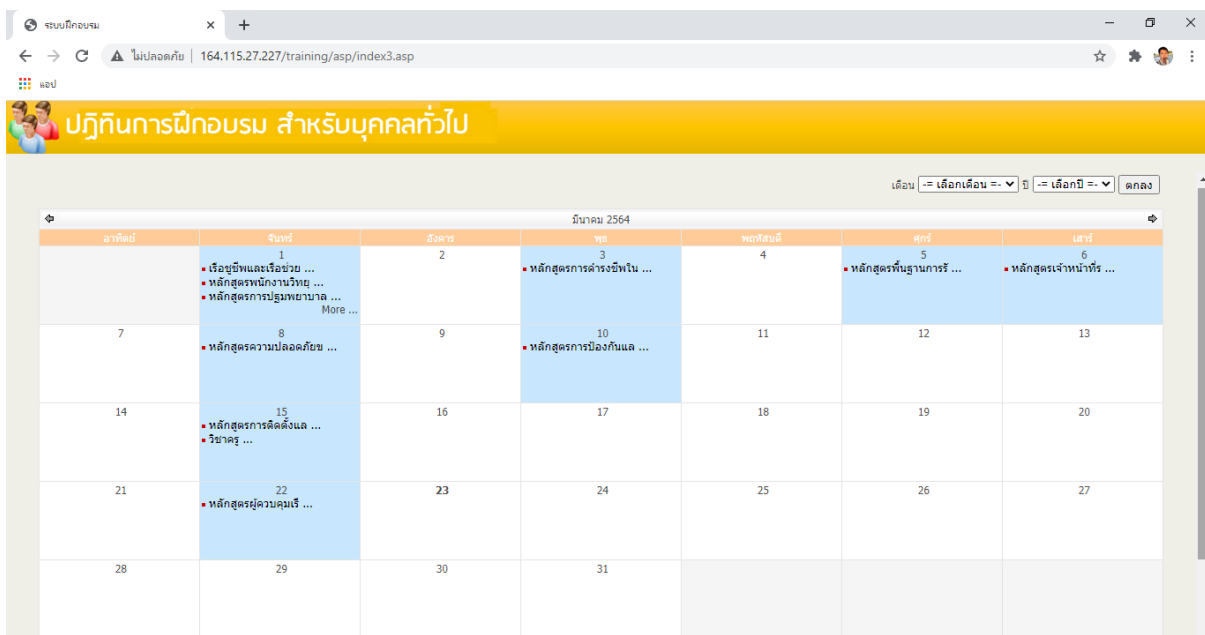 ระบบฝึกอบรม
ไม่ปลอดภัย | 164.115.27.227/training/asp/index3.asp
แอป
ปฏิทินการฝึกอบรม สำหรับบุคคลทั่วไป
เดือน -= เลือกเดือน =- ปี -= เลือกปี =- ตกลง
มีนาคม 2564
อาทิตย์ จันทร์ อังคาร พุธ พฤหัสบดี ศุกร์ เสาร์
1 2 3 4 5 6
เรือชูชีพและเรือช่วย ... หลักสูตรการดำรงชีพใน ... หลักสูตรพื้นฐานการรั ... หลักสูตรเจ้าหน้าที่ร ...
หลักสูตรพนักงานวิทยุ ...
หลักสูตรการปฐมพยาบาล ...
More ...
7 8 9 10 11 12 13
หลักสูตรความปลอดภัยข ... หลักสูตรการป้องกันแล ...
14 15 16 17 18 19 20
หลักสูตรการติดตั้งแล ...
วิชาครู ...
21 22 23 24 25 26 27
หลักสูตรผู้ควบคุมเรื ...
28 29 30 31